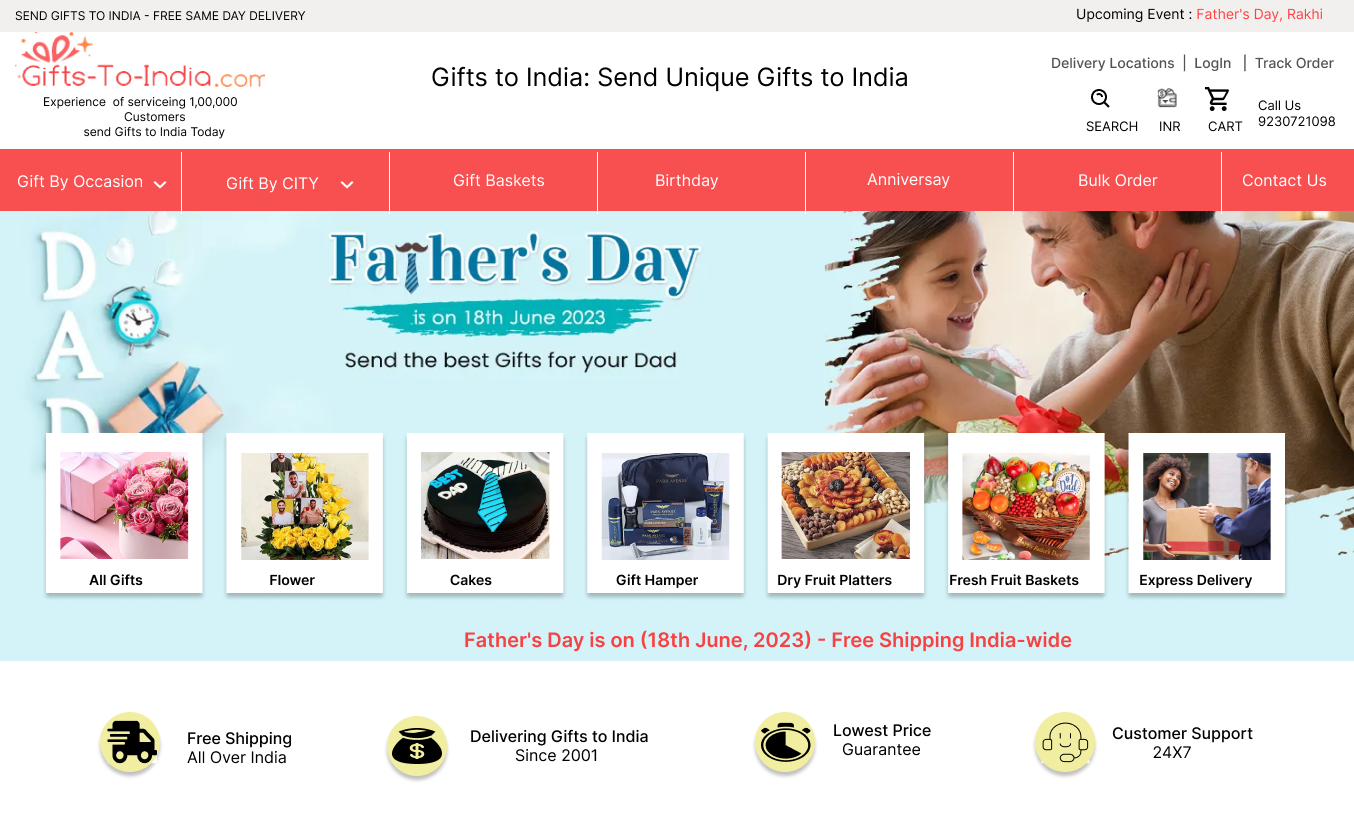 SEND GIFTS TO INDIA - FREE SAME DAY DELIVERY
Upcoming Event : Father's Day, Rakhi
Gifts-To-India.com
Experience of serviceing 1,00,000
Customers
send Gifts to India Today
Gifts to India: Send Unique Gifts to India
Delivery Locations | LogIn | Track Order
SEARCH
INR
CART
Call Us
9230721098
Gift By Occasion
Gift By CITY
Gift Baskets
Birthday
Anniversay
Bulk Order
Contact Us
DAD
Father's Day
is on 18th June 2023
Send the best Gifts for your Dad
BEST
DAD
PARK AVENUE
All Gifts
Flower
Cakes
Gift Hamper
Dry Fruit Platters
Fresh Fruit Baskets
Express Delivery
Father's Day is on (18th June, 2023) - Free Shipping India-wide
Free Shipping
All Over India
$
Delivering Gifts to India
Since 2001
Lowest Price
Guarantee
Customer Support
24X7